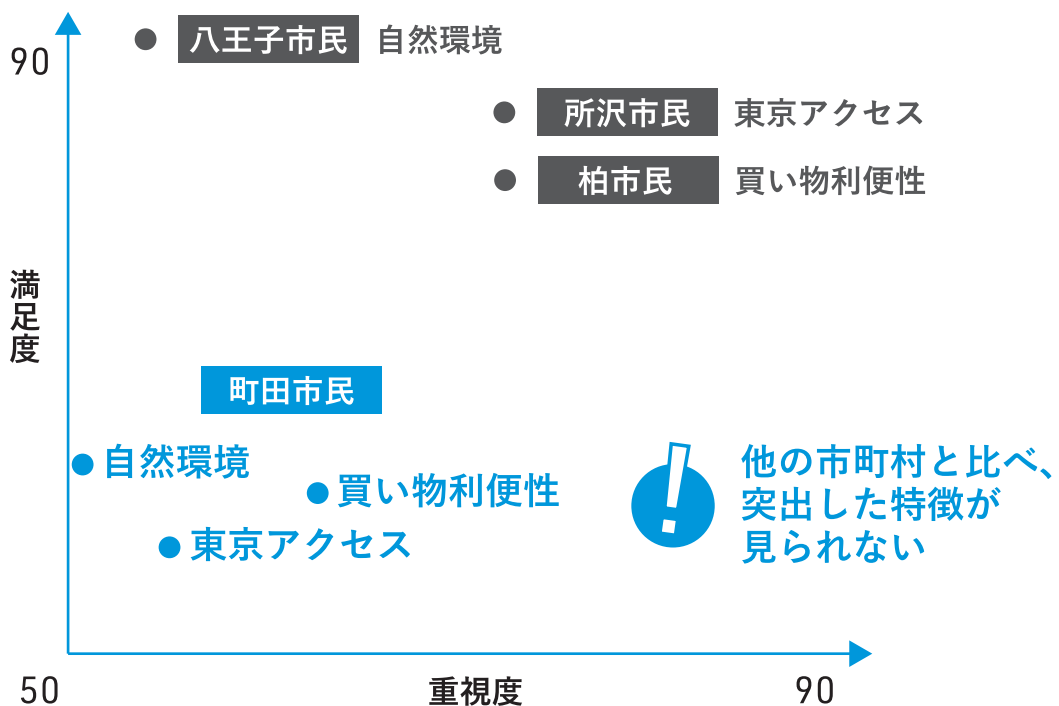 90
八王子市民 自然環境
所沢市民 東京アクセス
柏市民 買い物利便性
満足度
町田市民
自然環境
買い物利便性
東京アクセス
!
他の市町村と比べ、
突出した特徴が
見られない
50
重視度
90